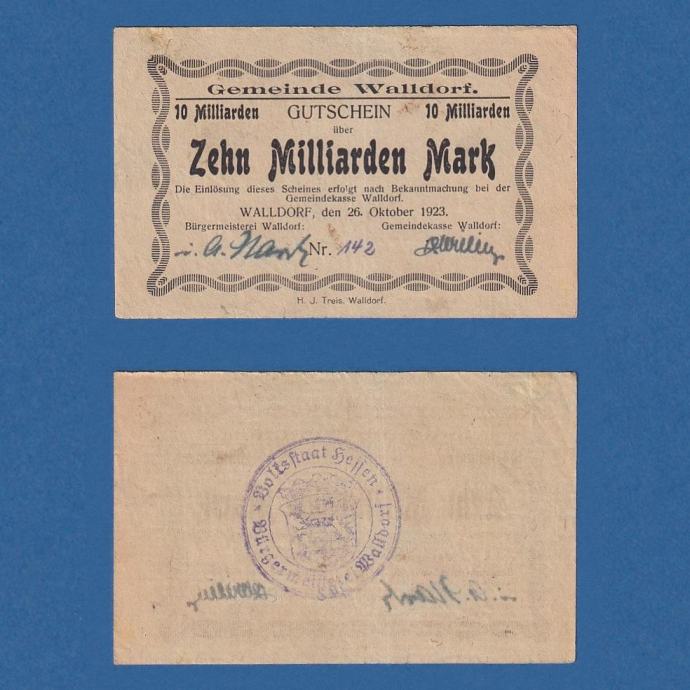 Gemeinde Walldorf.
10 Milliarden GUTSCHEIN 10 Milliarden
über
Zehn Milliarden Mark
Die Einlösung dieses Scheines erfolgt nach Bekanntmachung bei der
Gemeindekasse Walldorf.
WALLDORF, den 26. Oktober 1923.
Bürgermeisterei Walldorf: Gemeindekasse Walldorf:
Nr. 142
H. J. Treis, Walldorf.
Volksstaat Hessen
Bürgermeisterei Walldorf